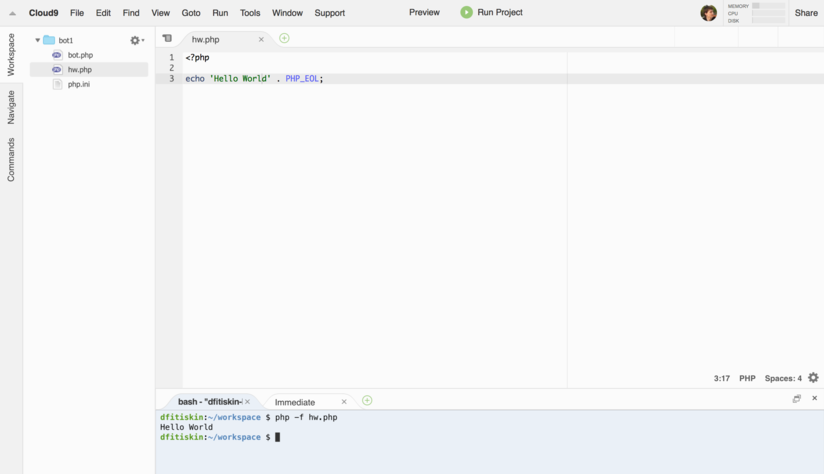 Cloud9 File Edit Find View Goto Run Tools Window Support Preview Run Project MEMORY CPU DISK Share
Workspace
Navigate
Commands
bot1
bot.php
hw.php
php.ini
hw.php
1 <?php
2
3 echo 'Hello World' . PHP_EOL;
3:17 PHP Spaces: 4
bash - "dfitiskin- Immediate
dfitiskin:~/workspace $ php -f hw.php
Hello World
dfitiskin:~/workspace $